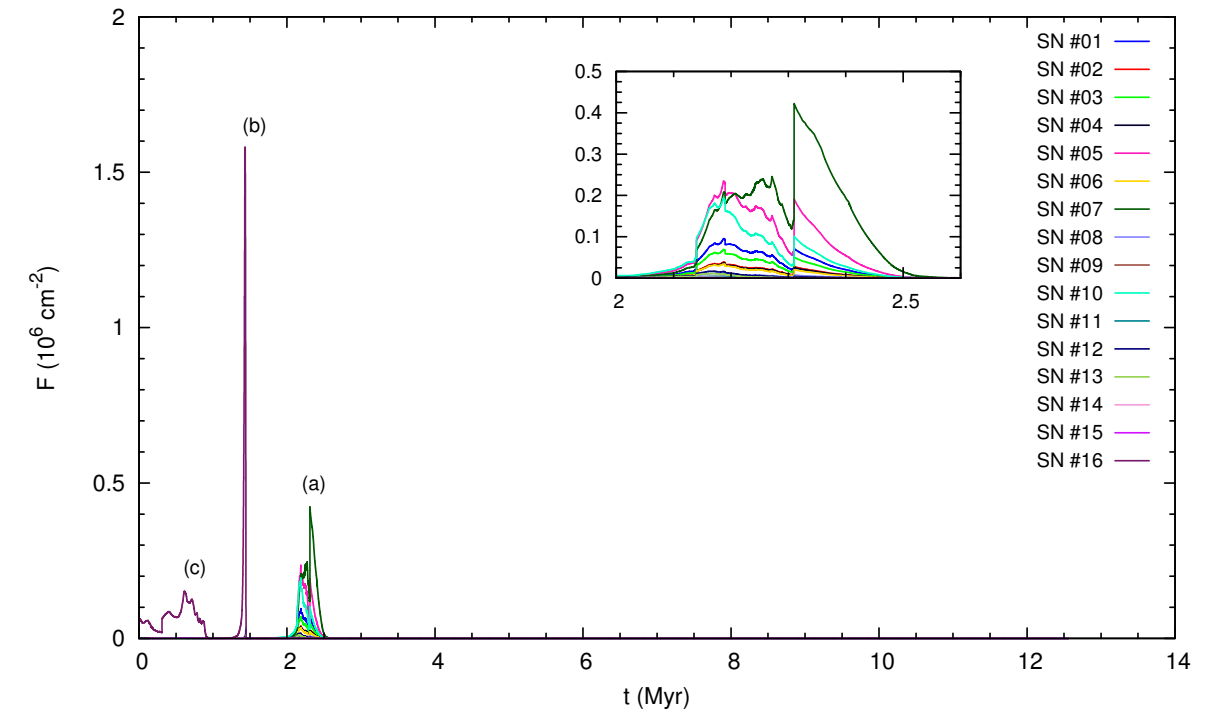 2
1.5
1
0.5
0
F (10⁶ cm⁻²)
(b)
(a)
(c)
0.5
0.4
0.3
0.2
0.1
0
2 2.5
SN #01
SN #02
SN #03
SN #04
SN #05
SN #06
SN #07
SN #08
SN #09
SN #10
SN #11
SN #12
SN #13
SN #14
SN #15
SN #16
0 2 4 6 8 10 12 14
t (Myr)